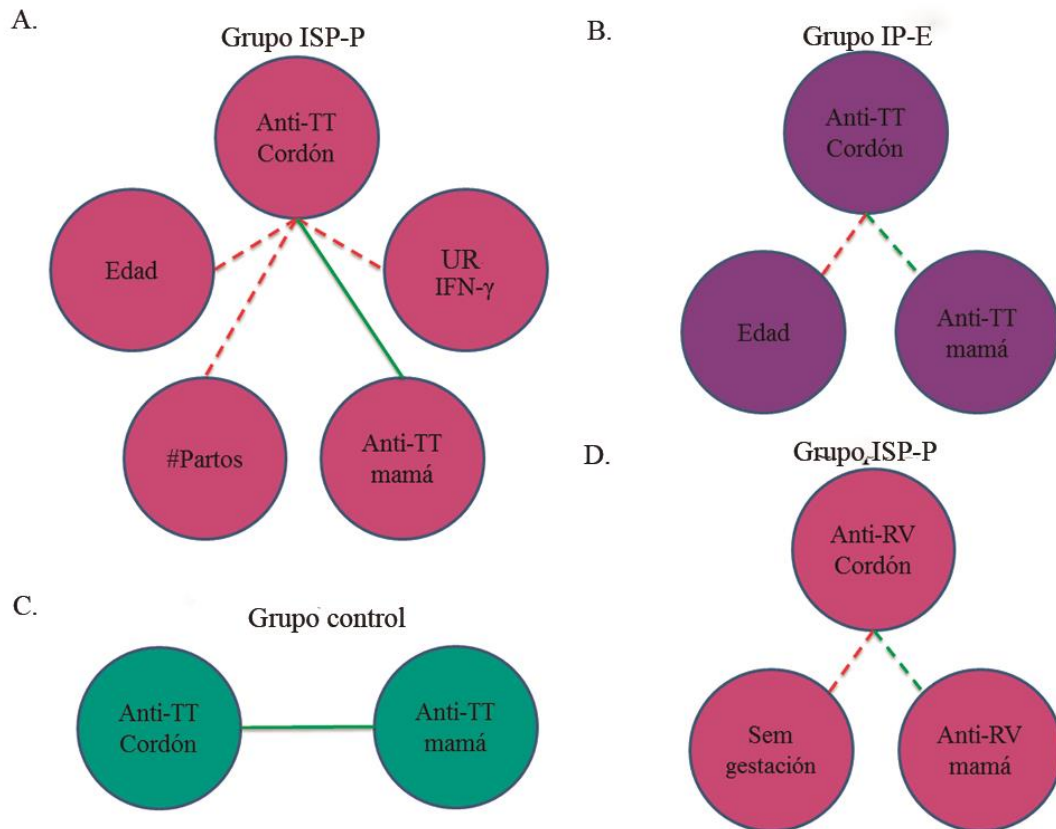 A.
Grupo ISP-P
Anti-TT
Cordón
Edad
UR
IFN-γ
#Partos
Anti-TT
mamá
B.
Grupo IP-E
Anti-TT
Cordón
Edad
Anti-TT
mamá
C.
Grupo control
Anti-TT
Cordón
Anti-TT
mamá
D.
Grupo ISP-P
Anti-RV
Cordón
Sem
gestación
Anti-RV
mamá